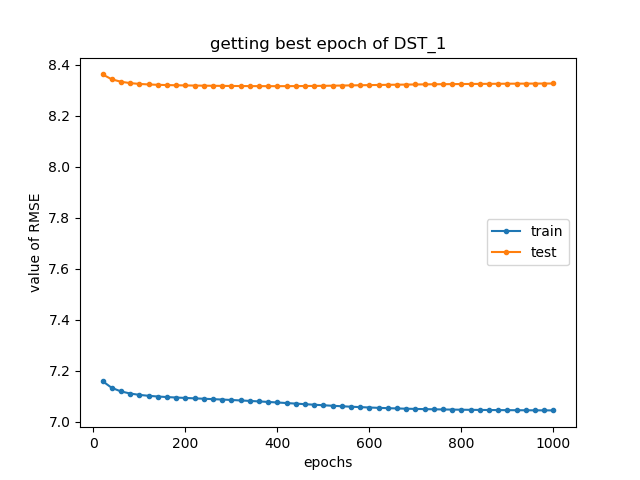 getting best epoch of DST_1
8.4
8.2
8.0
7.8
7.6
7.4
7.2
7.0
value of RMSE
train
test
0
200
400
600
800
1000
epochs